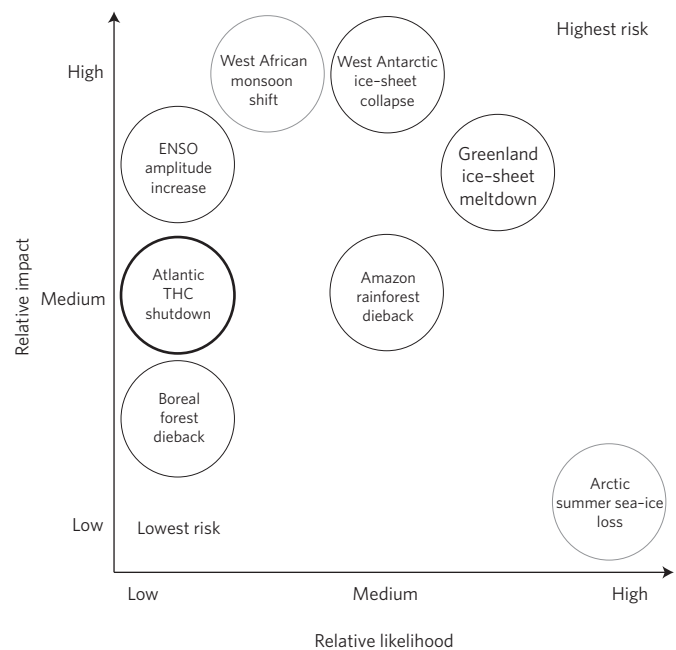 Highest risk
High
West African
monsoon
shift
West Antarctic
ice–sheet
collapse
ENSO
amplitude
increase
Greenland
ice–sheet
meltdown
Relative impact
Medium
Atlantic
THC
shutdown
Amazon
rainforest
dieback
Boreal
forest
dieback
Arctic
summer sea–ice
loss
Low
Lowest risk
Low
Medium
High
Relative likelihood